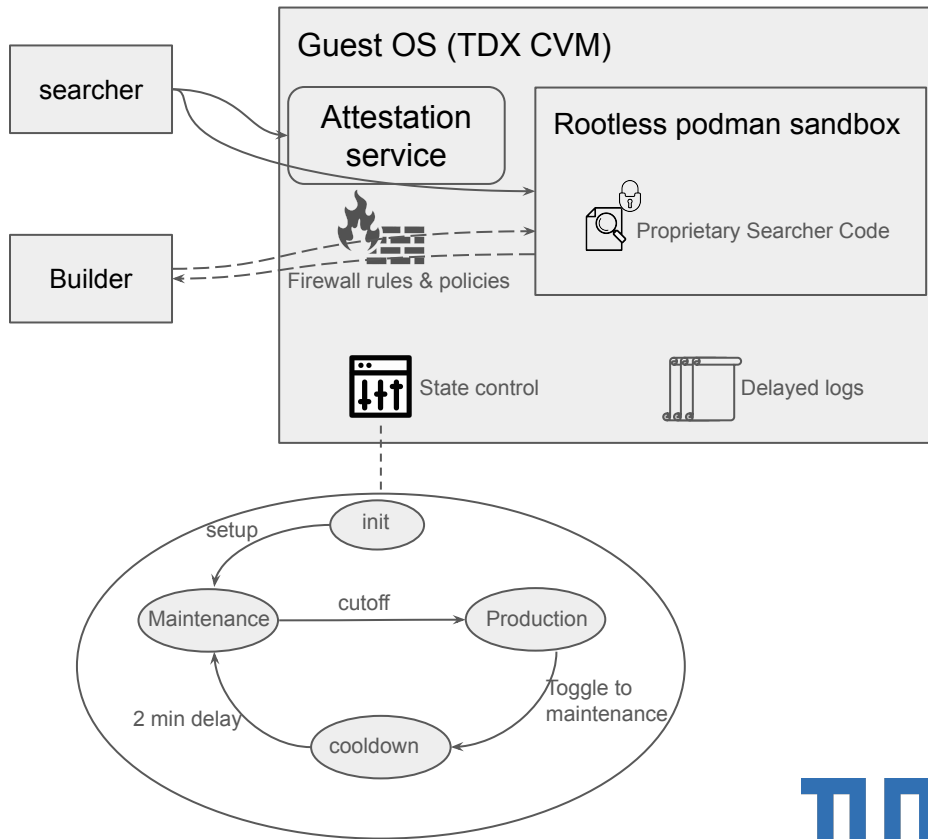 Guest OS (TDX CVM)
searcher
Attestation
service
Rootless podman sandbox
Proprietary Searcher Code
Builder
Firewall rules & policies
State control
Delayed logs
init
setup
Maintenance
cutoff
Production
Toggle to
maintenance
2 min delay
cooldown